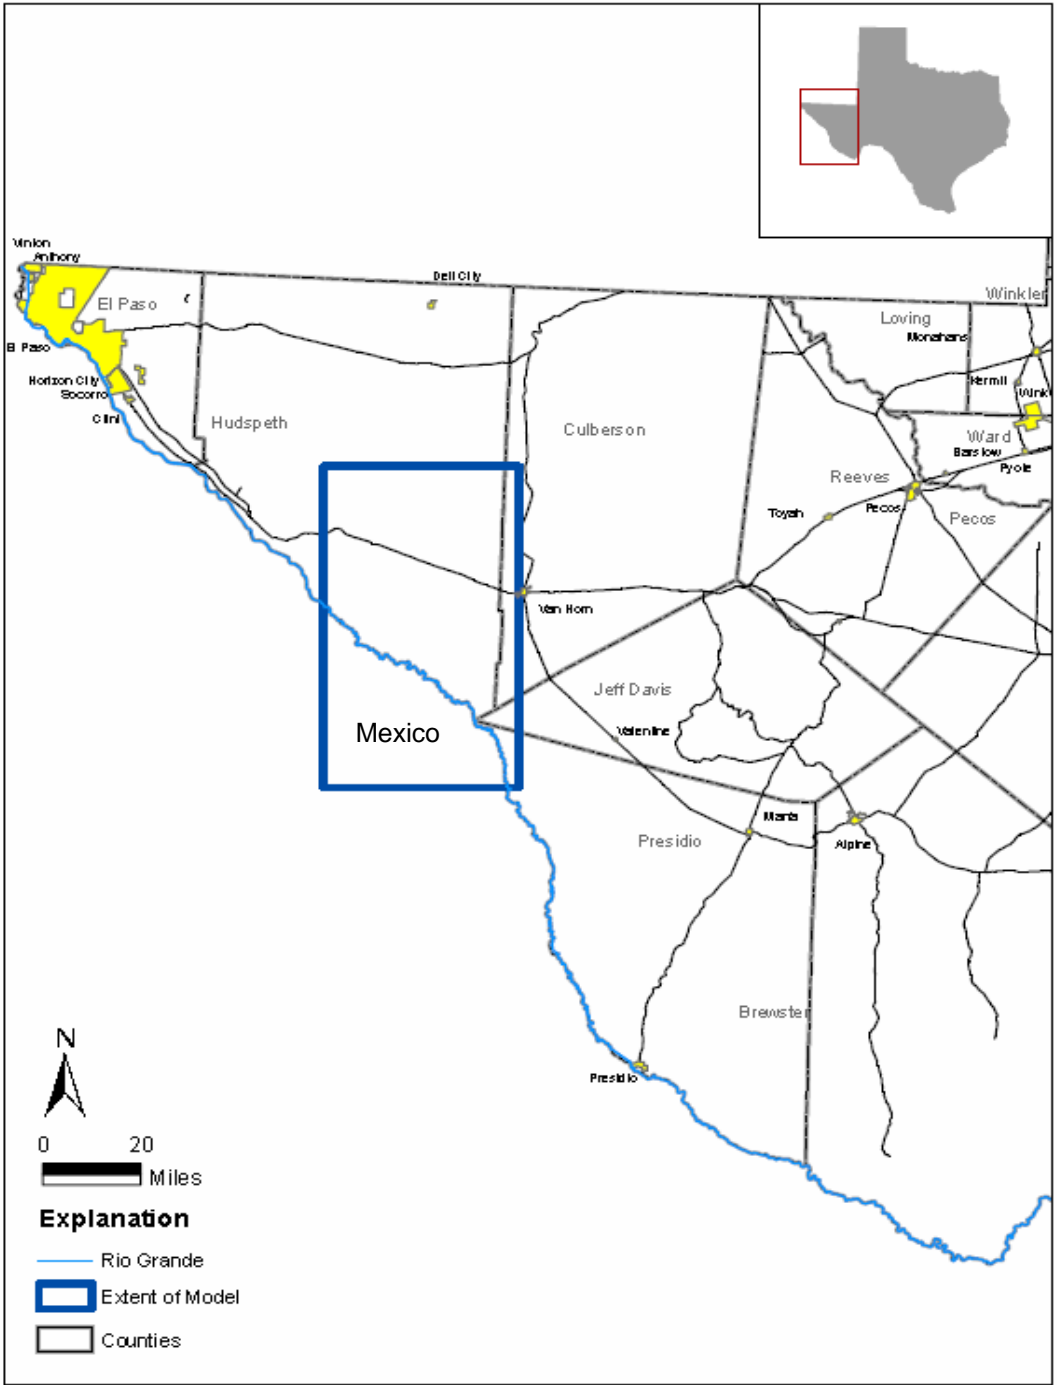 Vinton
Anthony
Dell City
El Paso
Winkler
Loving
Monahans
El Paso
Kermit
Horizon City
Socorro
Wink
Clint
Hudspeth
Culberson
Ward
Barstow
Pyote
Reeves
Toyah
Pecos
Pecos
Van Horn
Jeff Davis
Valentine
Mexico
Marfa
Presidio
Alpine
Brewster
N
Presidio
0 20
Miles
Explanation
Rio Grande
Extent of Model
Counties